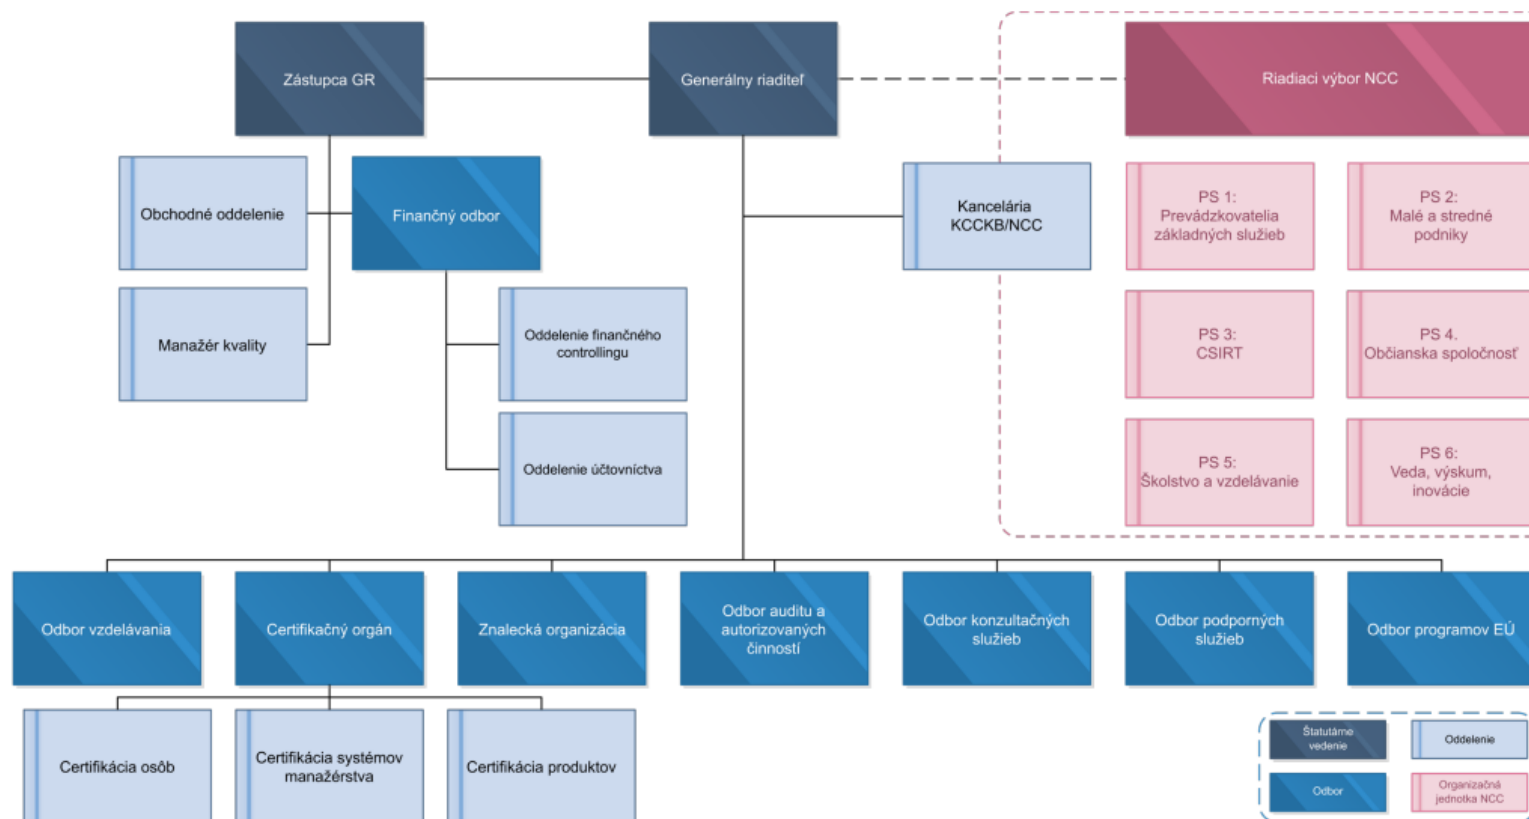 Zástupca GR
Generálny riaditeľ
Riadiaci výbor NCC
Obchodné oddelenie
Finančný odbor
Kancelária
KCCKB/NCC
PS 1:
Prevádzkovatelia
základných služieb
PS 2:
Malé a stredné
podniky
Manažér kvality
Oddelenie finančného
controllingu
PS 3:
CSIRT
PS 4.
Občianska spoločnosť
Oddelenie účtovníctva
PS 5:
Školstvo a vzdelávanie
PS 6:
Veda, výskum,
inovácie
Odbor vzdelávania
Certifikačný orgán
Znalecká organizácia
Odbor auditu a
autorizovaných
činností
Odbor konzultačných
služieb
Odbor podporných
služieb
Odbor programov EÚ
Certifikácia osôb
Certifikácia systémov
manažérstva
Certifikácia produktov
Štatutárne
vedenie
Oddelenie
Odbor
Organizačná
jednotka NCC